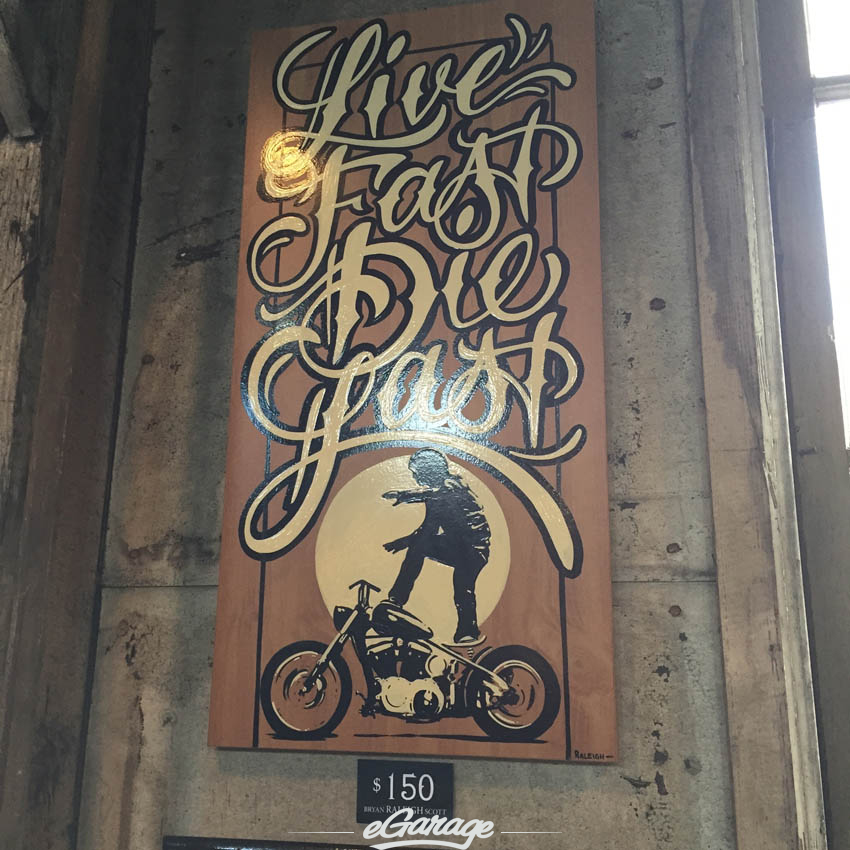 Live
Fast
Die
Last
RALEIGH
$150
BRYAN RALEIGH SCOTT
eGarage